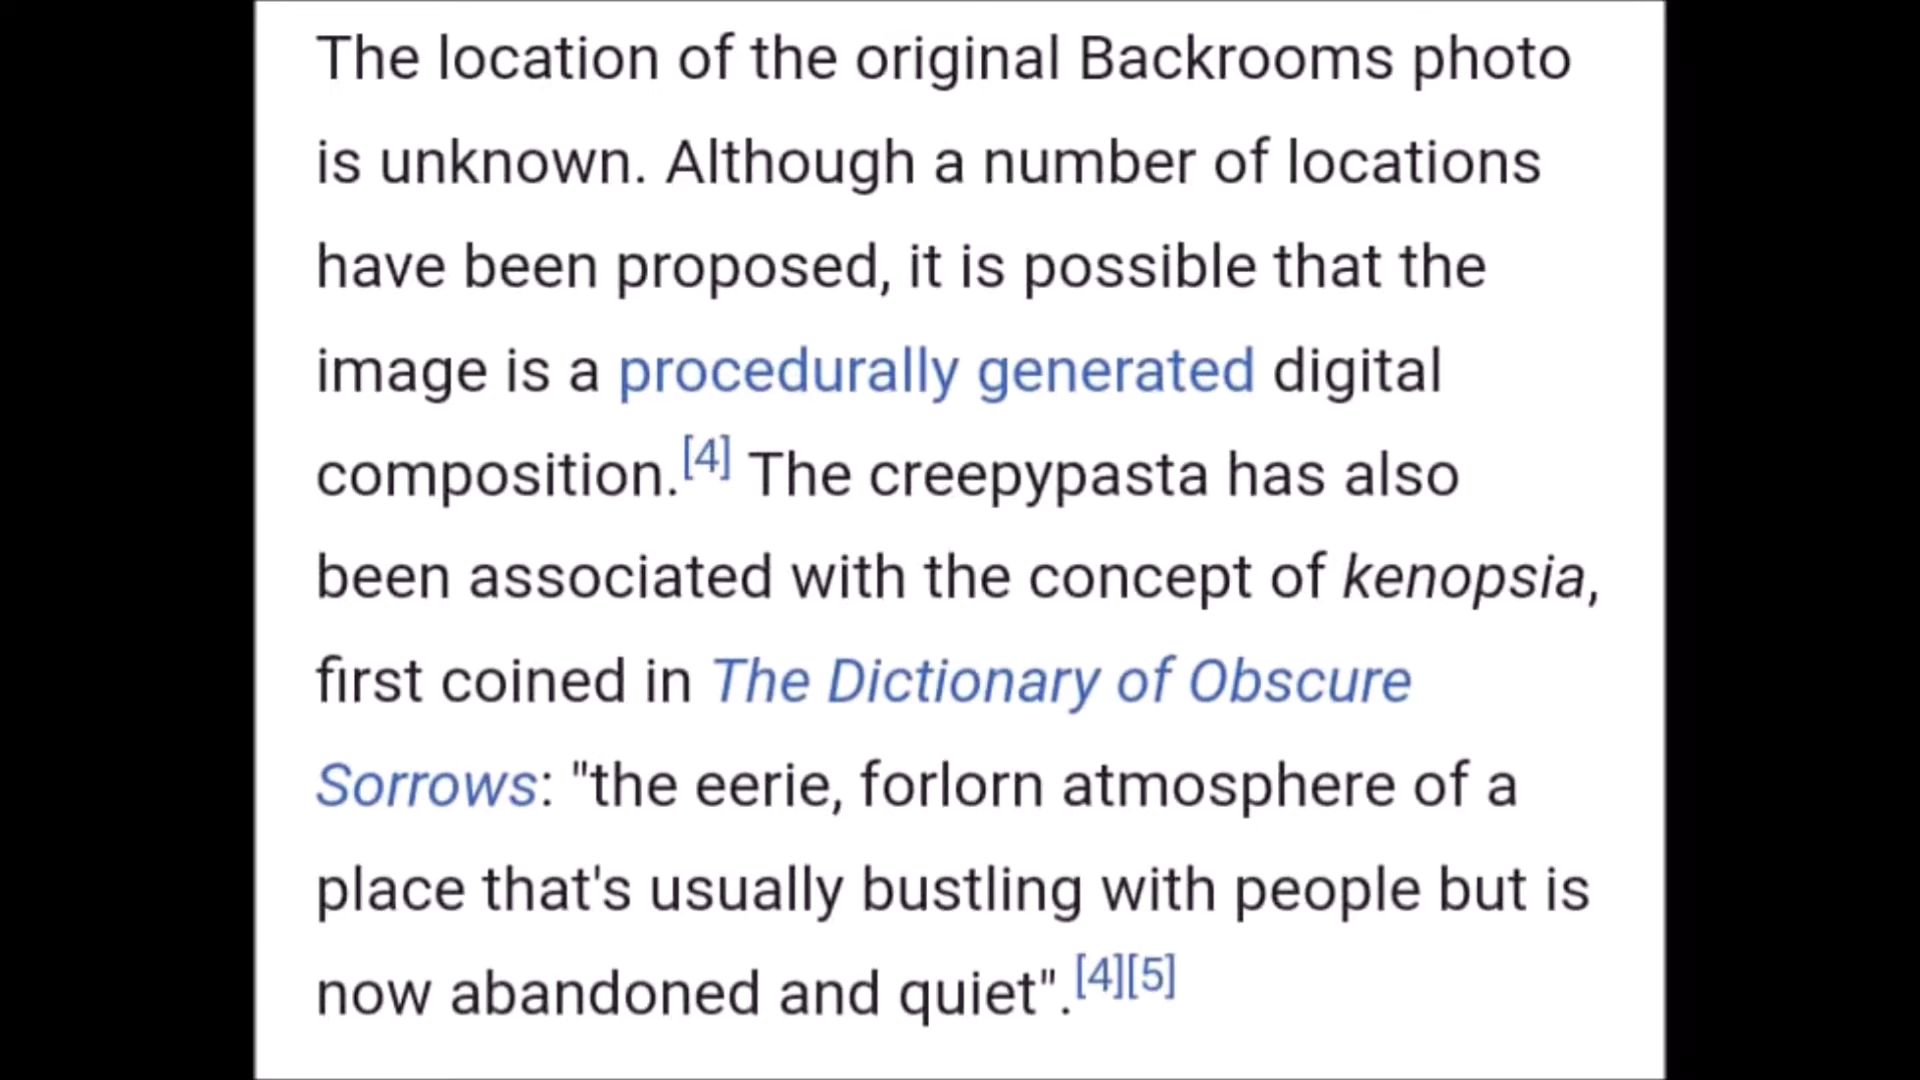 The location of the original Backrooms photo
is unknown. Although a number of locations
have been proposed, it is possible that the
image is a procedurally generated digital
composition.[4] The creepypasta has also
been associated with the concept of kenopsia,
first coined in The Dictionary of Obscure
Sorrows: "the eerie, forlorn atmosphere of a
place that's usually bustling with people but is
now abandoned and quiet".[4][5]